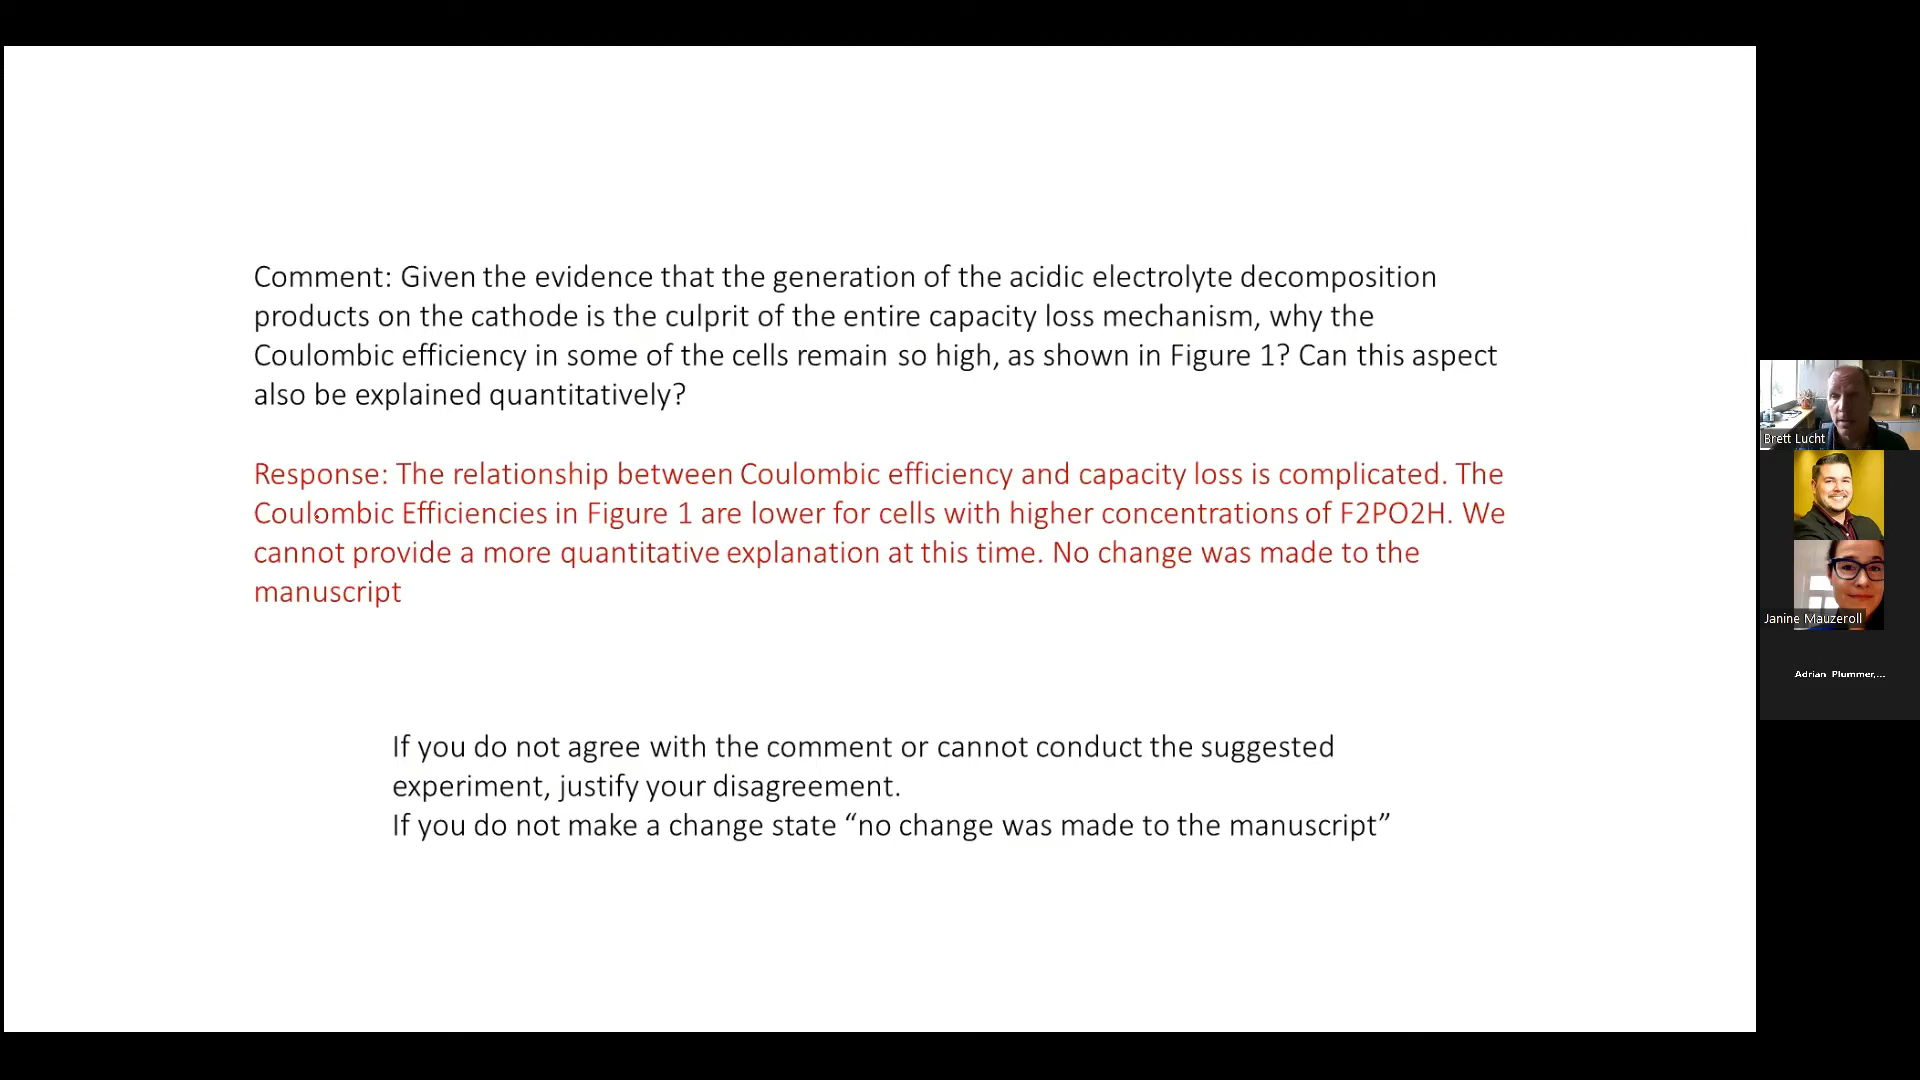 Comment: Given the evidence that the generation of the acidic electrolyte decomposition
products on the cathode is the culprit of the entire capacity loss mechanism, why the
Coulombic efficiency in some of the cells remain so high, as shown in Figure 1? Can this aspect
also be explained quantitatively?
Response: The relationship between Coulombic efficiency and capacity loss is complicated. The
Coulombic Efficiencies in Figure 1 are lower for cells with higher concentrations of F2PO2H. We
cannot provide a more quantitative explanation at this time. No change was made to the
manuscript
If you do not agree with the comment or cannot conduct the suggested
experiment, justify your disagreement.
If you do not make a change state “no change was made to the manuscript”
Brett Lucht
Janine Mauzeroll
Adrian Plummer,...